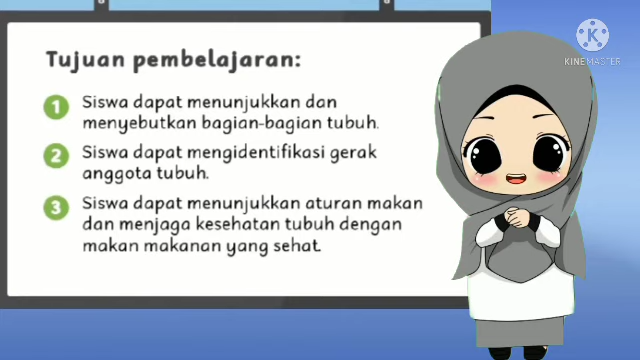 Tujuan pembelajaran:
1 Siswa dapat menunjukkan dan
menyebutkan bagian-bagian tubuh.
2 Siswa dapat mengidentifikasi gerak
anggota tubuh.
3 Siswa dapat menunjukkan aturan makan
dan menjaga kesehatan tubuh dengan
makan makanan yang sehat.
K
KINEMASTER